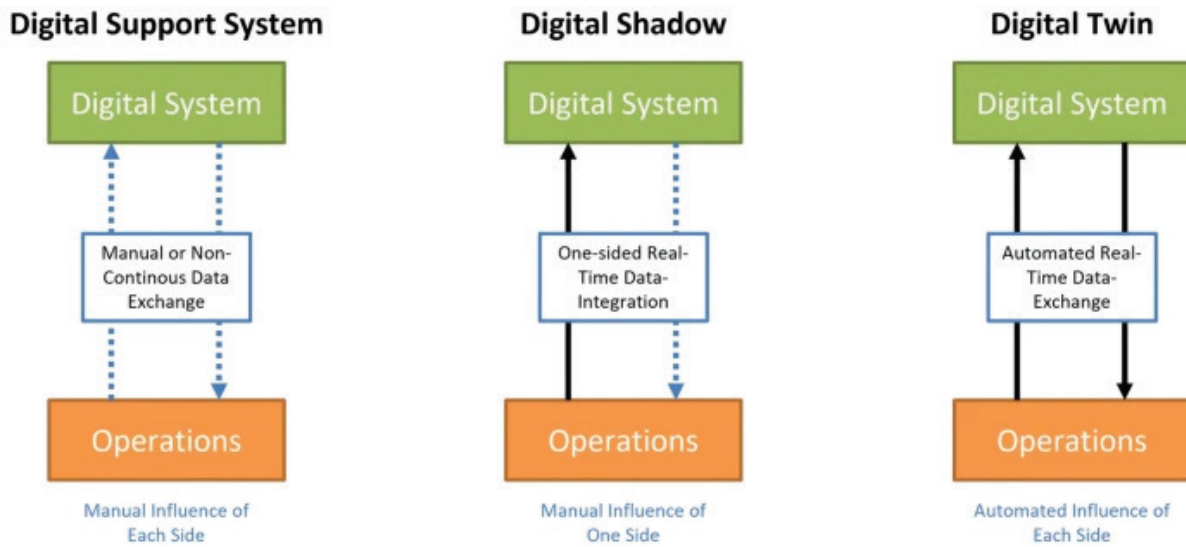 Digital Support System
Digital System
Manual or Non-
Continous Data
Exchange
Operations
Manual Influence of
Each Side
Digital Shadow
Digital System
One-sided Real-
Time Data-
Integration
Operations
Manual Influence of
One Side
Digital Twin
Digital System
Automated Real-
Time Data-
Exchange
Operations
Automated Influence of
Each Side